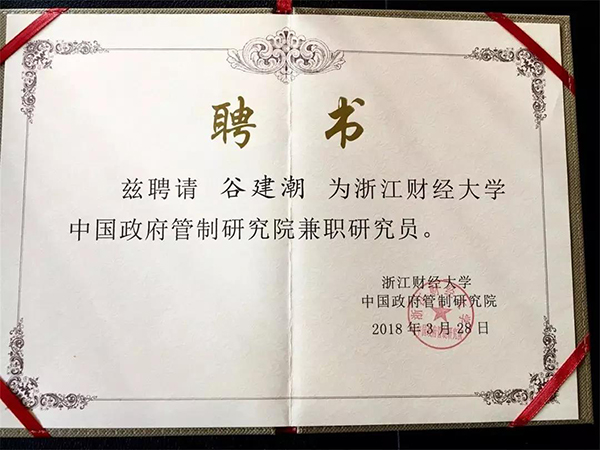 聘书
兹聘请 谷建潮 为浙江财经大学
中国政府管制研究院兼职研究员。
浙江财经大学
中国政府管制研究院
2018年3月28日